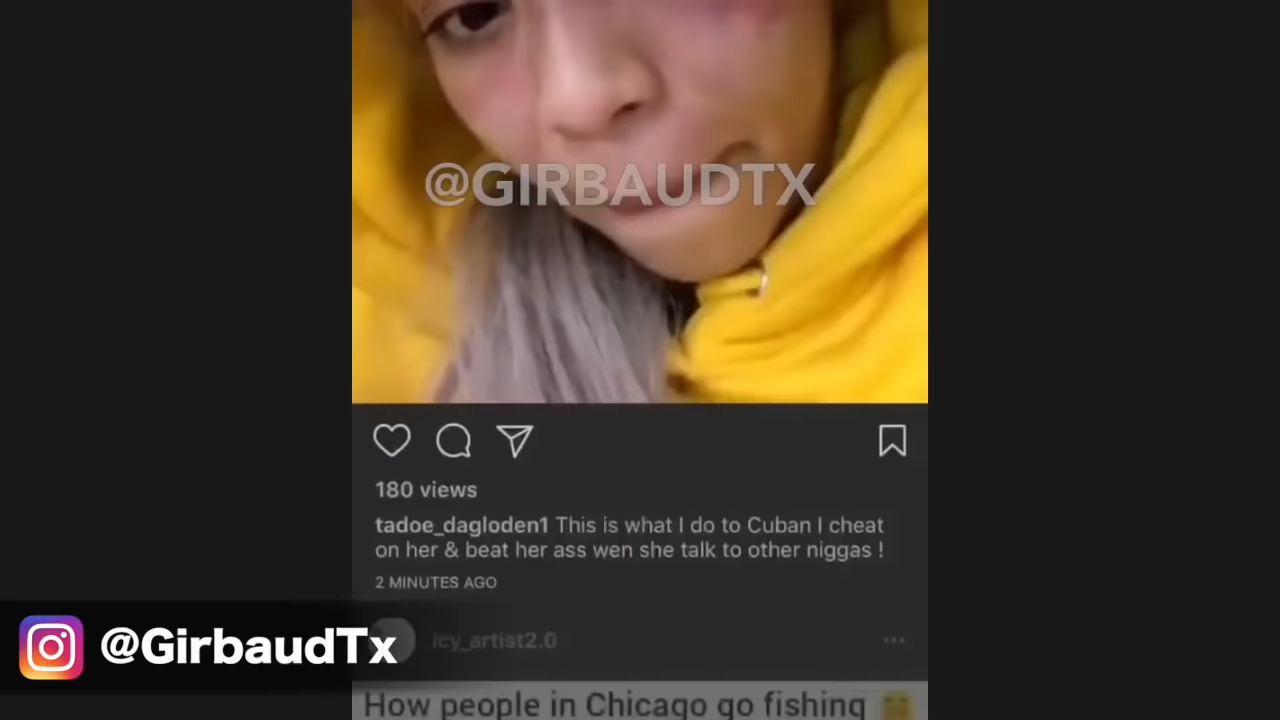 @GIRBAUDTX
180 views
tadoe_dagloden1 This is what I do to Cuban I cheat
on her & beat her ass wen she talk to other niggas !
2 MINUTES AGO
icy_artist2.0
@GirbaudTx
How people in Chicago go fishing